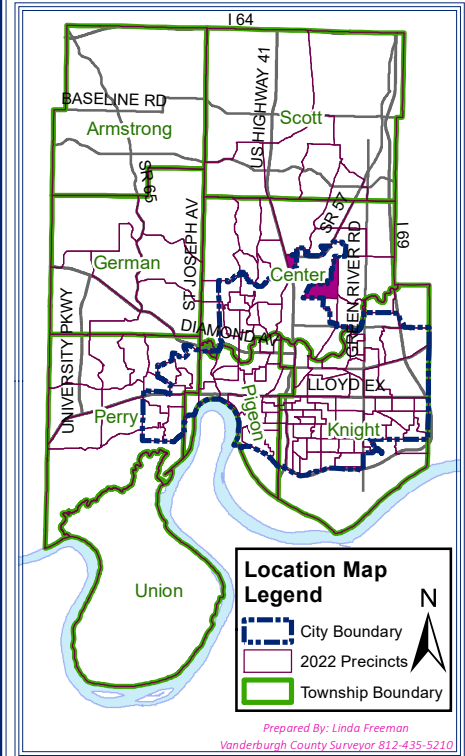 I 64
BASELINE RD
Armstrong
US HIGHWAY 41
Scott
SR 65
SR 57
I 69
German
ST JOSEPH AV
Center
GREEN RIVER RD
UNIVERSITY PKWY
DIAMOND AV
LLOYD EX
Perry
Pigeon
Knight
Union
Location Map
Legend
N
City Boundary
2022 Precincts
Township Boundary
Prepared By: Linda Freeman
Vanderburgh County Surveyor 812-435-5210